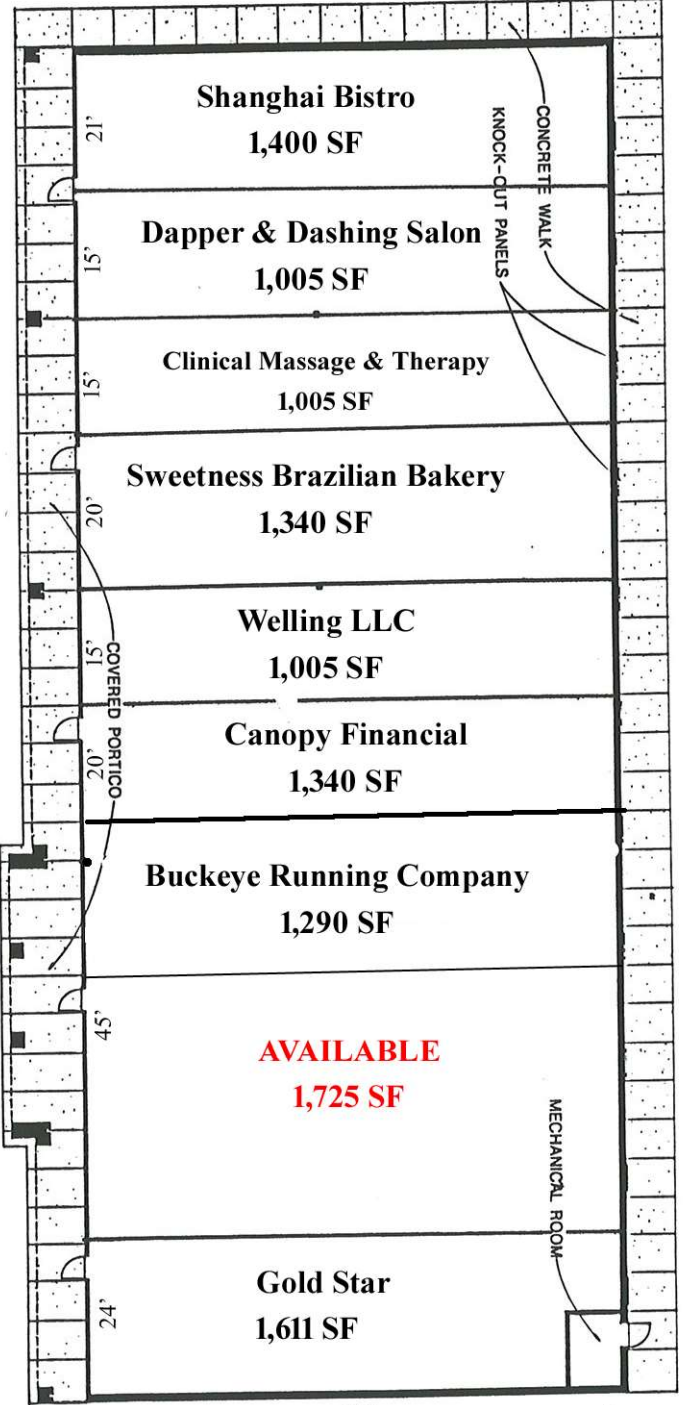 Shanghai Bistro
1,400 SF
21'
CONCRETE WALK
KNOCK-OUT PANELS
Dapper & Dashing Salon
1,005 SF
15'
Clinical Massage & Therapy
1,005 SF
15'
Sweetness Brazilian Bakery
1,340 SF
20'
Welling LLC
1,005 SF
15'
COVERED PORTICO
Canopy Financial
1,340 SF
20'
Buckeye Running Company
1,290 SF
45'
AVAILABLE
1,725 SF
MECHANICAL ROOM
Gold Star
1,611 SF
24'